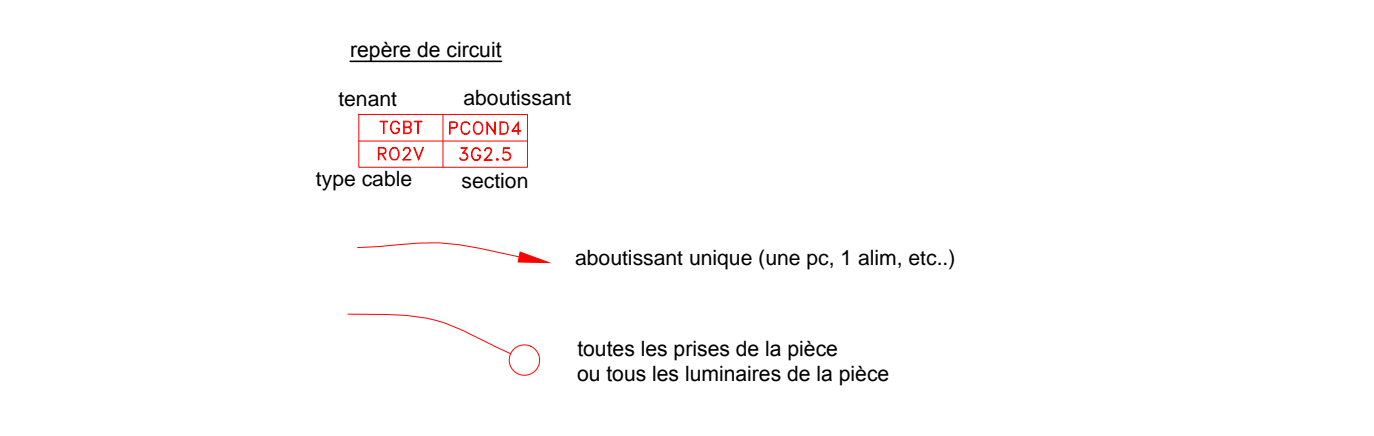 repère de circuit
tenant aboutissant
TGBT PCOND4
RO2V 3G2.5
type cable section
aboutissant unique (une pc, 1 alim, etc..)
toutes les prises de la pièce
ou tous les luminaires de la pièce